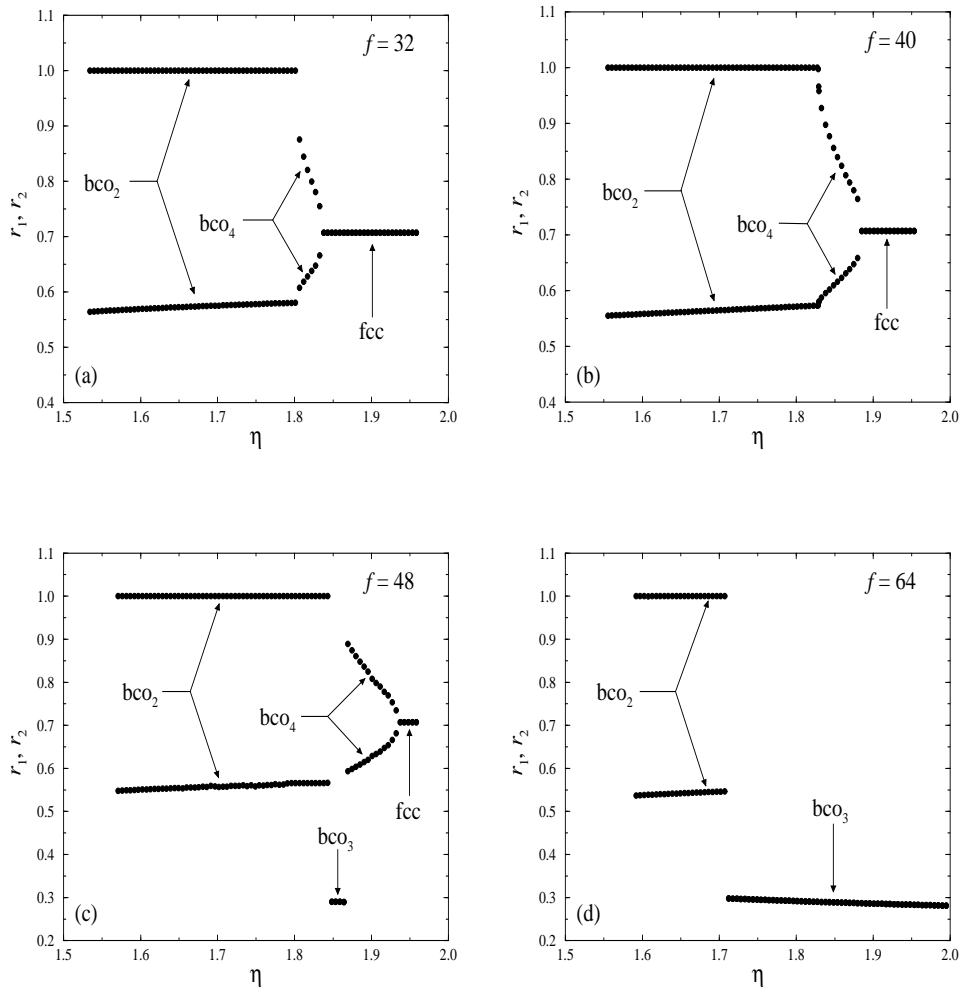 f = 32
1.1
1.0
0.9
0.8
0.7
0.6
0.5
0.4
r₁, r₂
bco₂
bco₄
fcc
(a)
1.5 1.6 1.7 1.8 1.9 2.0
η
f = 40
1.1
1.0
0.9
0.8
0.7
0.6
0.5
0.4
r₁, r₂
bco₂
bco₄
fcc
(b)
1.5 1.6 1.7 1.8 1.9 2.0
η
f = 48
1.1
1.0
0.9
0.8
0.7
0.6
0.5
0.4
0.3
0.2
r₁, r₂
bco₂
bco₄
fcc
bco₃
(c)
1.5 1.6 1.7 1.8 1.9 2.0
η
f = 64
1.1
1.0
0.9
0.8
0.7
0.6
0.5
0.4
0.3
0.2
r₁, r₂
bco₂
bco₃
(d)
1.5 1.6 1.7 1.8 1.9 2.0
η